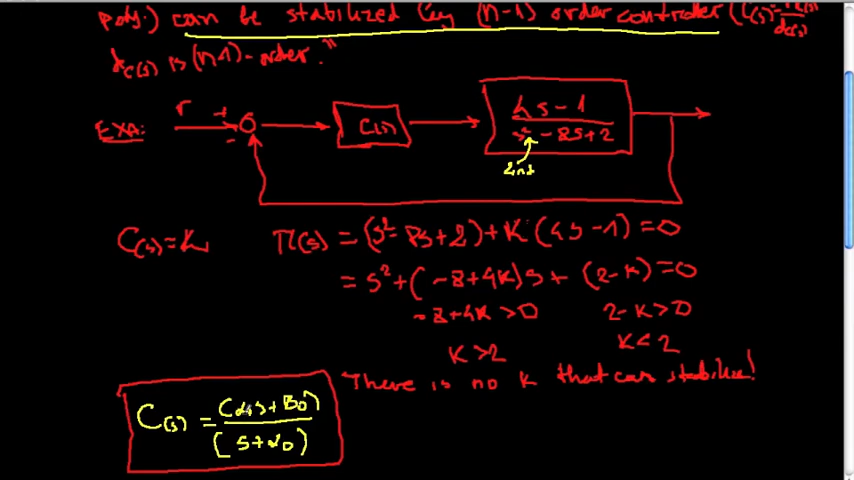 poly.) can be stabilized by (n-1) order controller (C(s)=
dc(s) is (n-1)-order."
EXA:
r
+
-
C(s)
4s-1
s²-8s+2
2nd
C(s)=K
Π(s) = (s²-8s+2)+K(4s-1)=0
= s²+(-8+4K)s+(2-K)=0
-8+4K>0 2-K>0
K>2 K<2
There is no K that can stabilize!
C(s) = 
(s+α0)